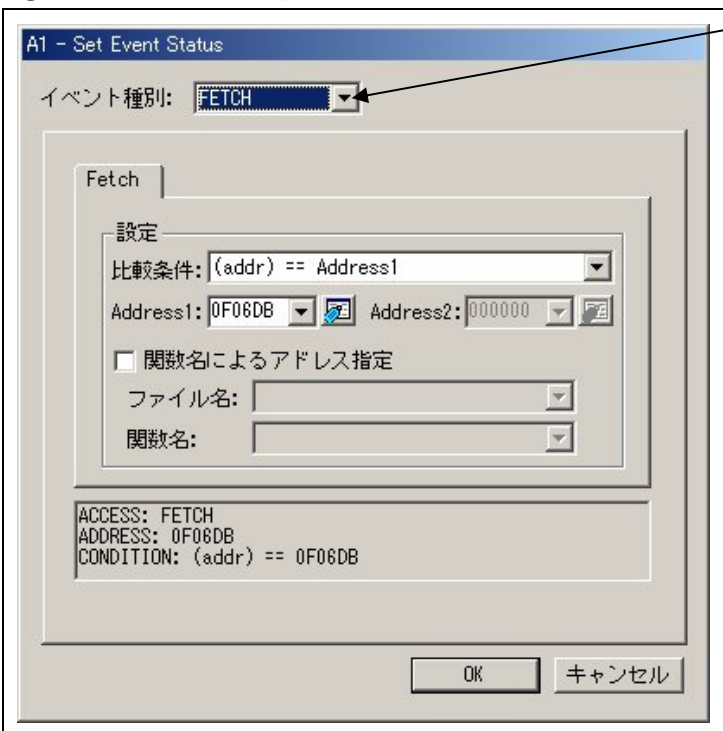 A1 - Set Event Status
イベント種別: FETCH
Fetch
設定
比較条件: (addr) == Address1
Address1: 0F06DB Address2: 000000
関数名によるアドレス指定
ファイル名:
関数名:
ACCESS: FETCH
ADDRESS: 0F06DB
CONDITION: (addr) == 0F06DB
OK キャンセル